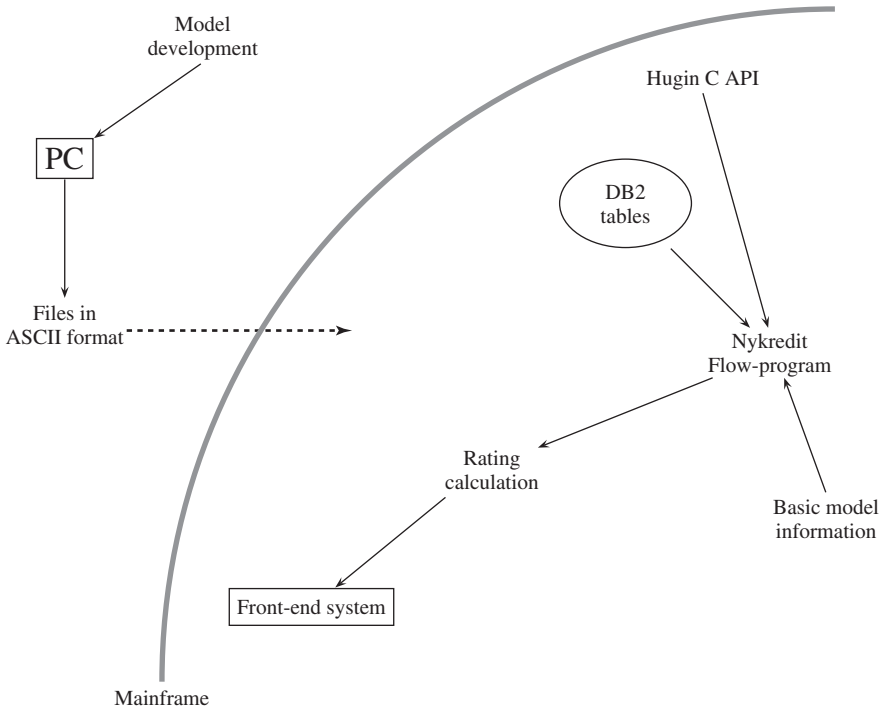 Model
development
PC
Files in
ASCII format
Hugin C API
DB2
tables
Nykredit
Flow-program
Rating
calculation
Basic model
information
Front-end system
Mainframe